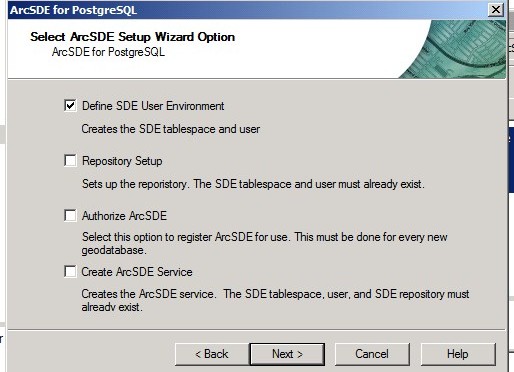 ArcSDE for PostgreSQL
Select ArcSDE Setup Wizard Option
ArcSDE for PostgreSQL
Define SDE User Environment
Creates the SDE tablespace and user
Repository Setup
Sets up the reporistory. The SDE tablespace and user must already exist.
Authorize ArcSDE
Select this option to register ArcSDE for use. This must be done for every new
geodatabase.
Create ArcSDE Service
Creates the ArcSDE service. The SDE tablespace, user, and SDE repository must
already exist.
< Back
Next >
Cancel
Help